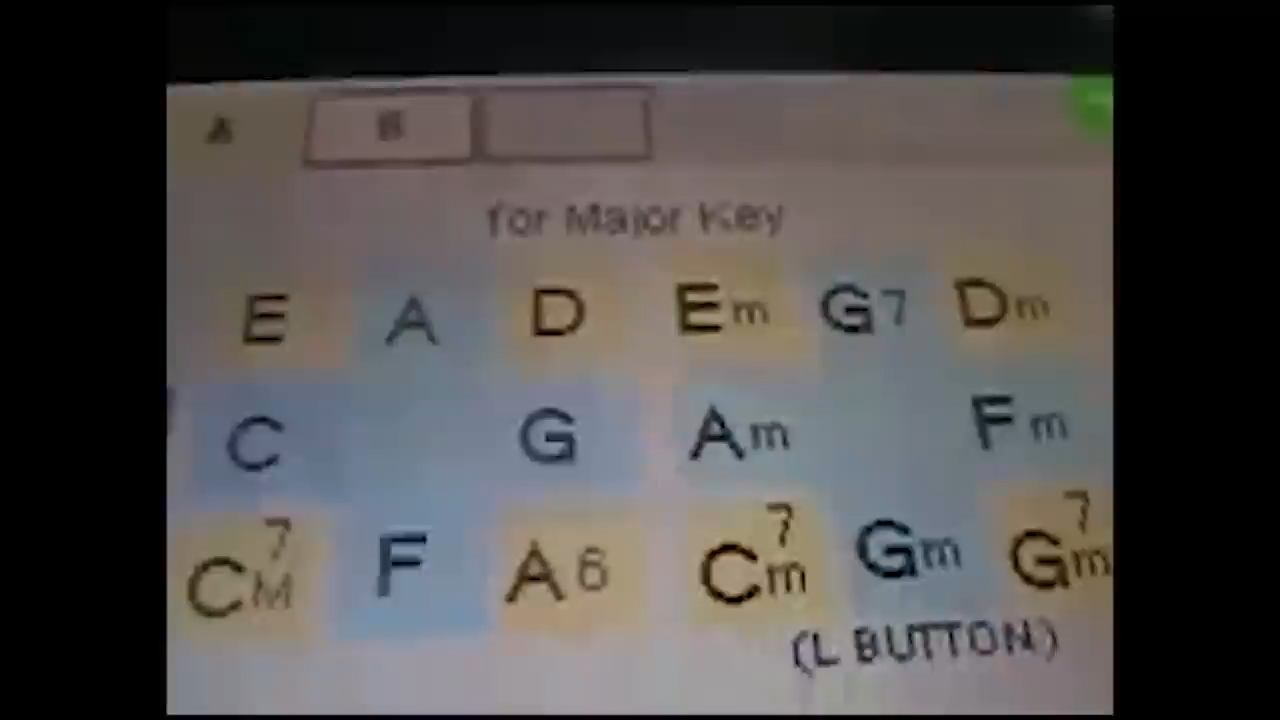 A B
for Major Key
E A D Em G7 Dm
C G Am Fm
CM7 F A6 Cm7 Gm Gm7
(L BUTTON)